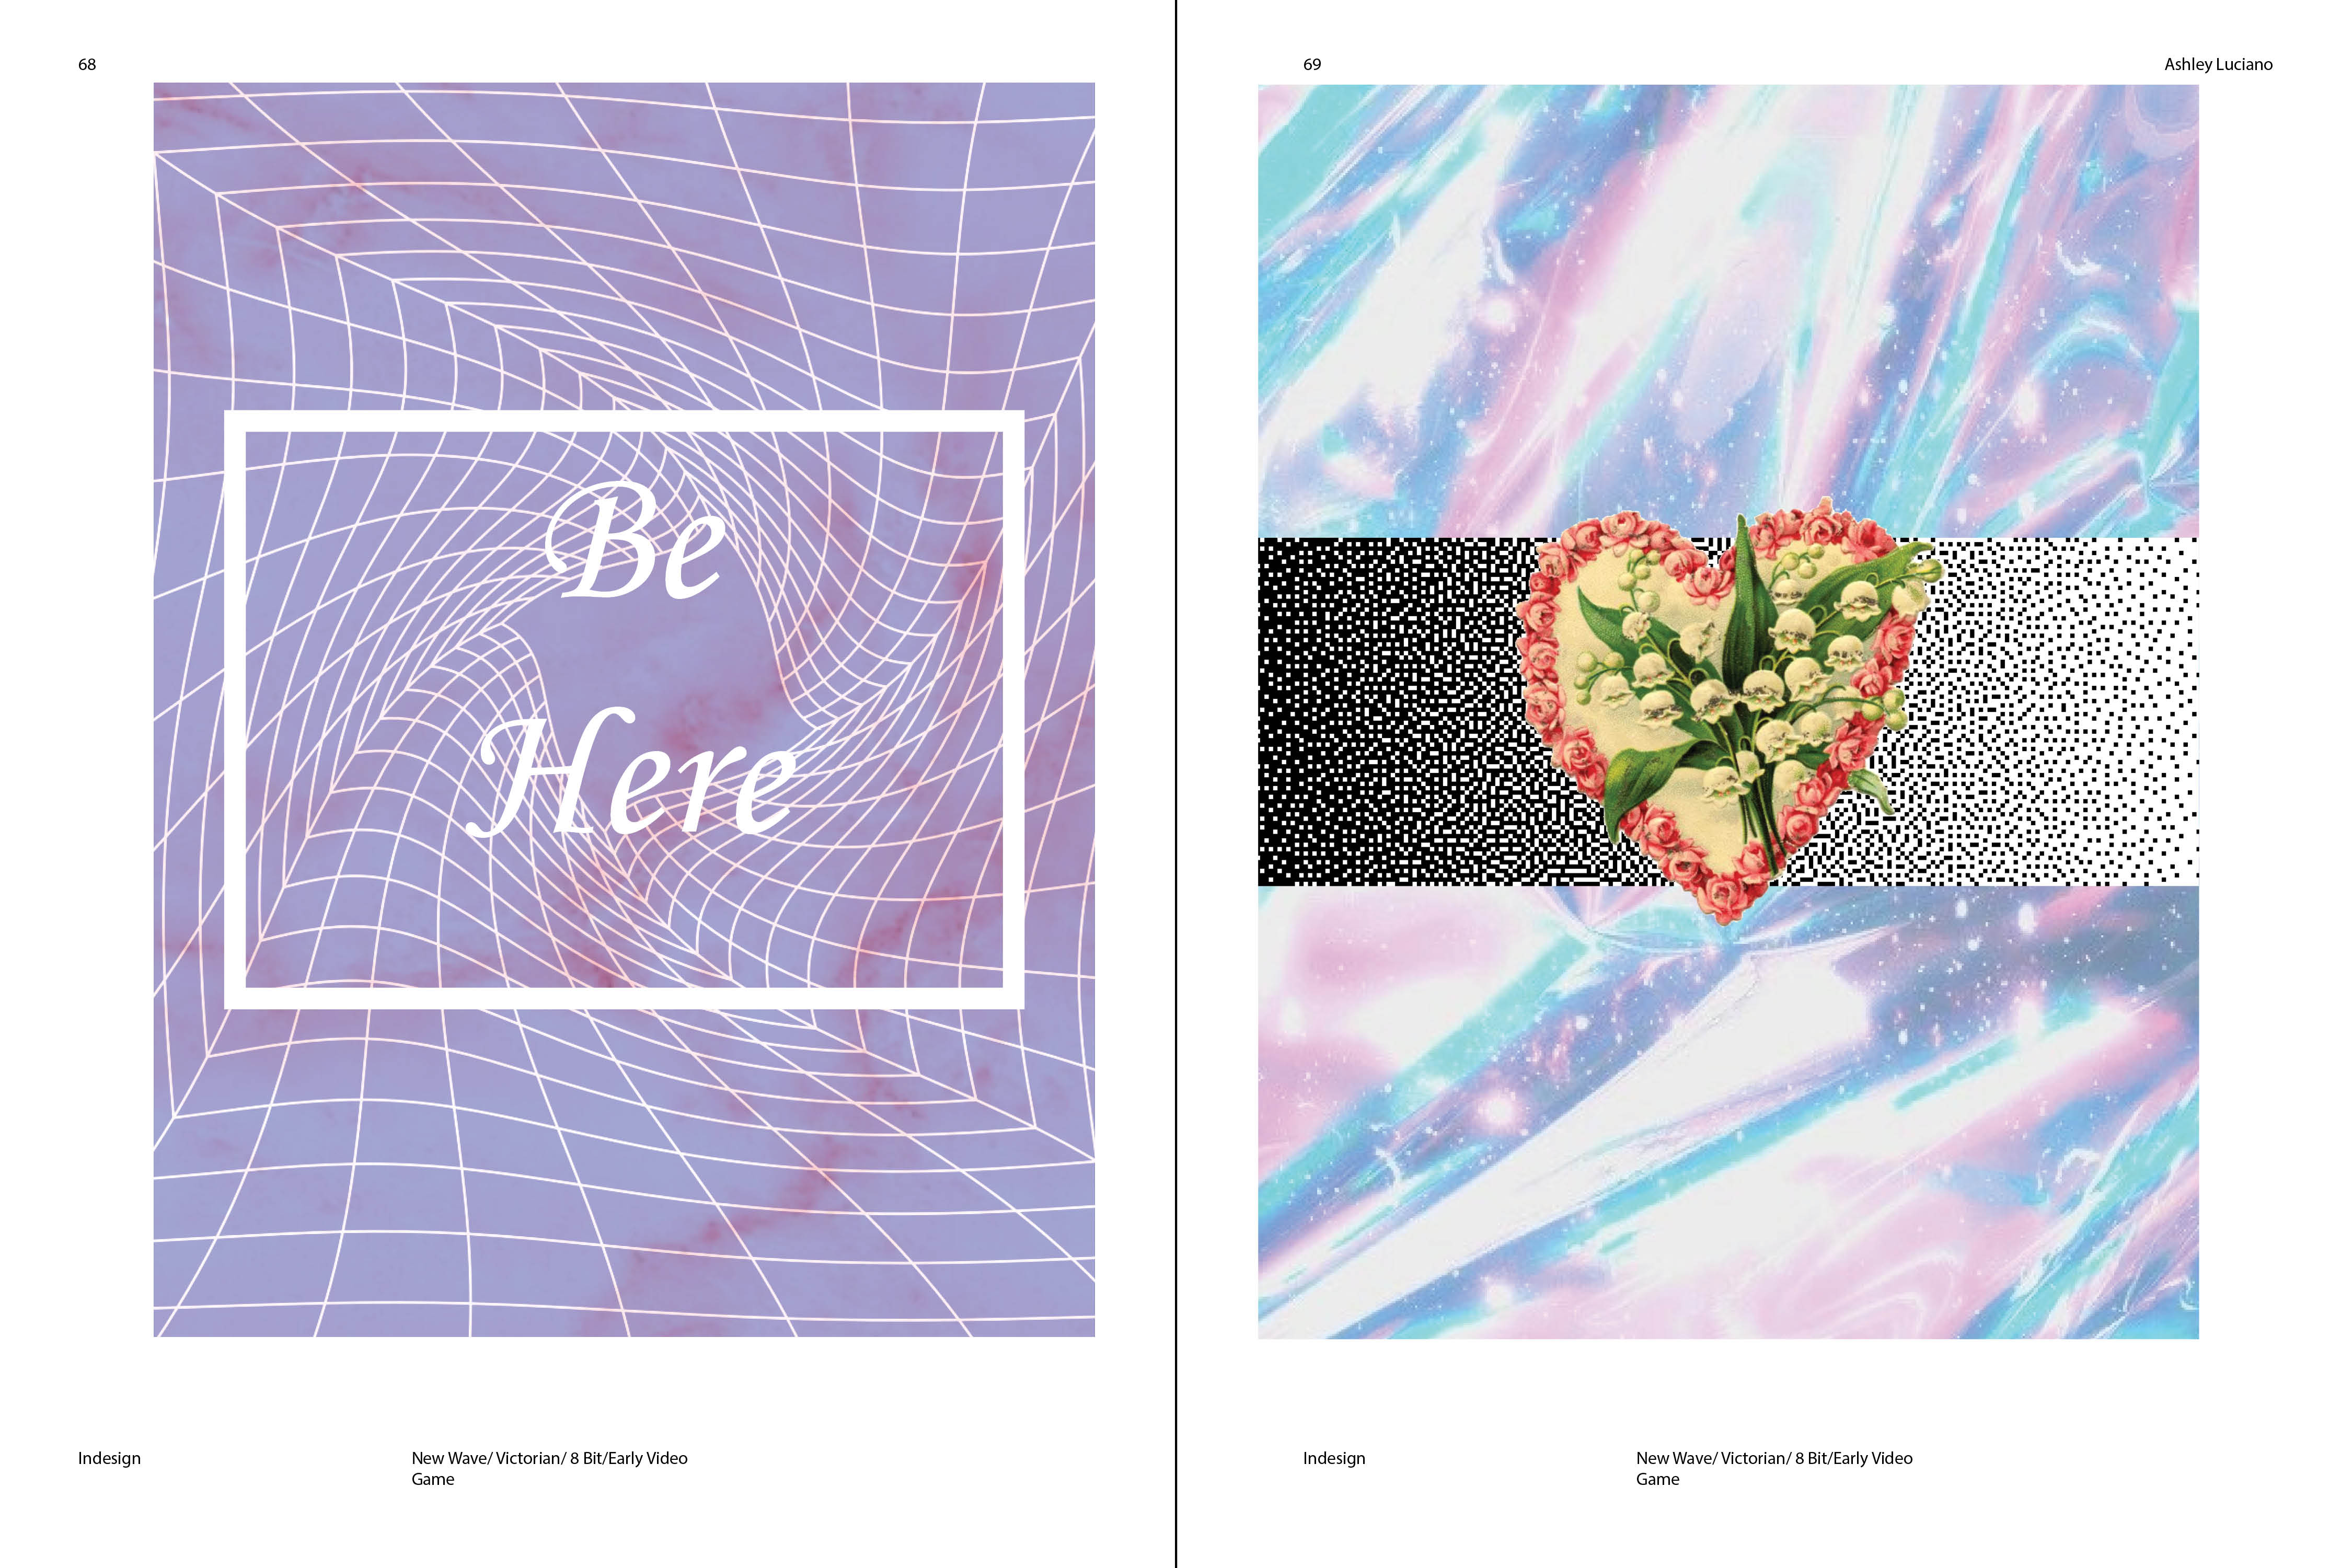 68
Be
Here
Indesign
New Wave/ Victorian/ 8 Bit/Early Video
Game
69
Ashley Luciano
Indesign
New Wave/ Victorian/ 8 Bit/Early Video
Game